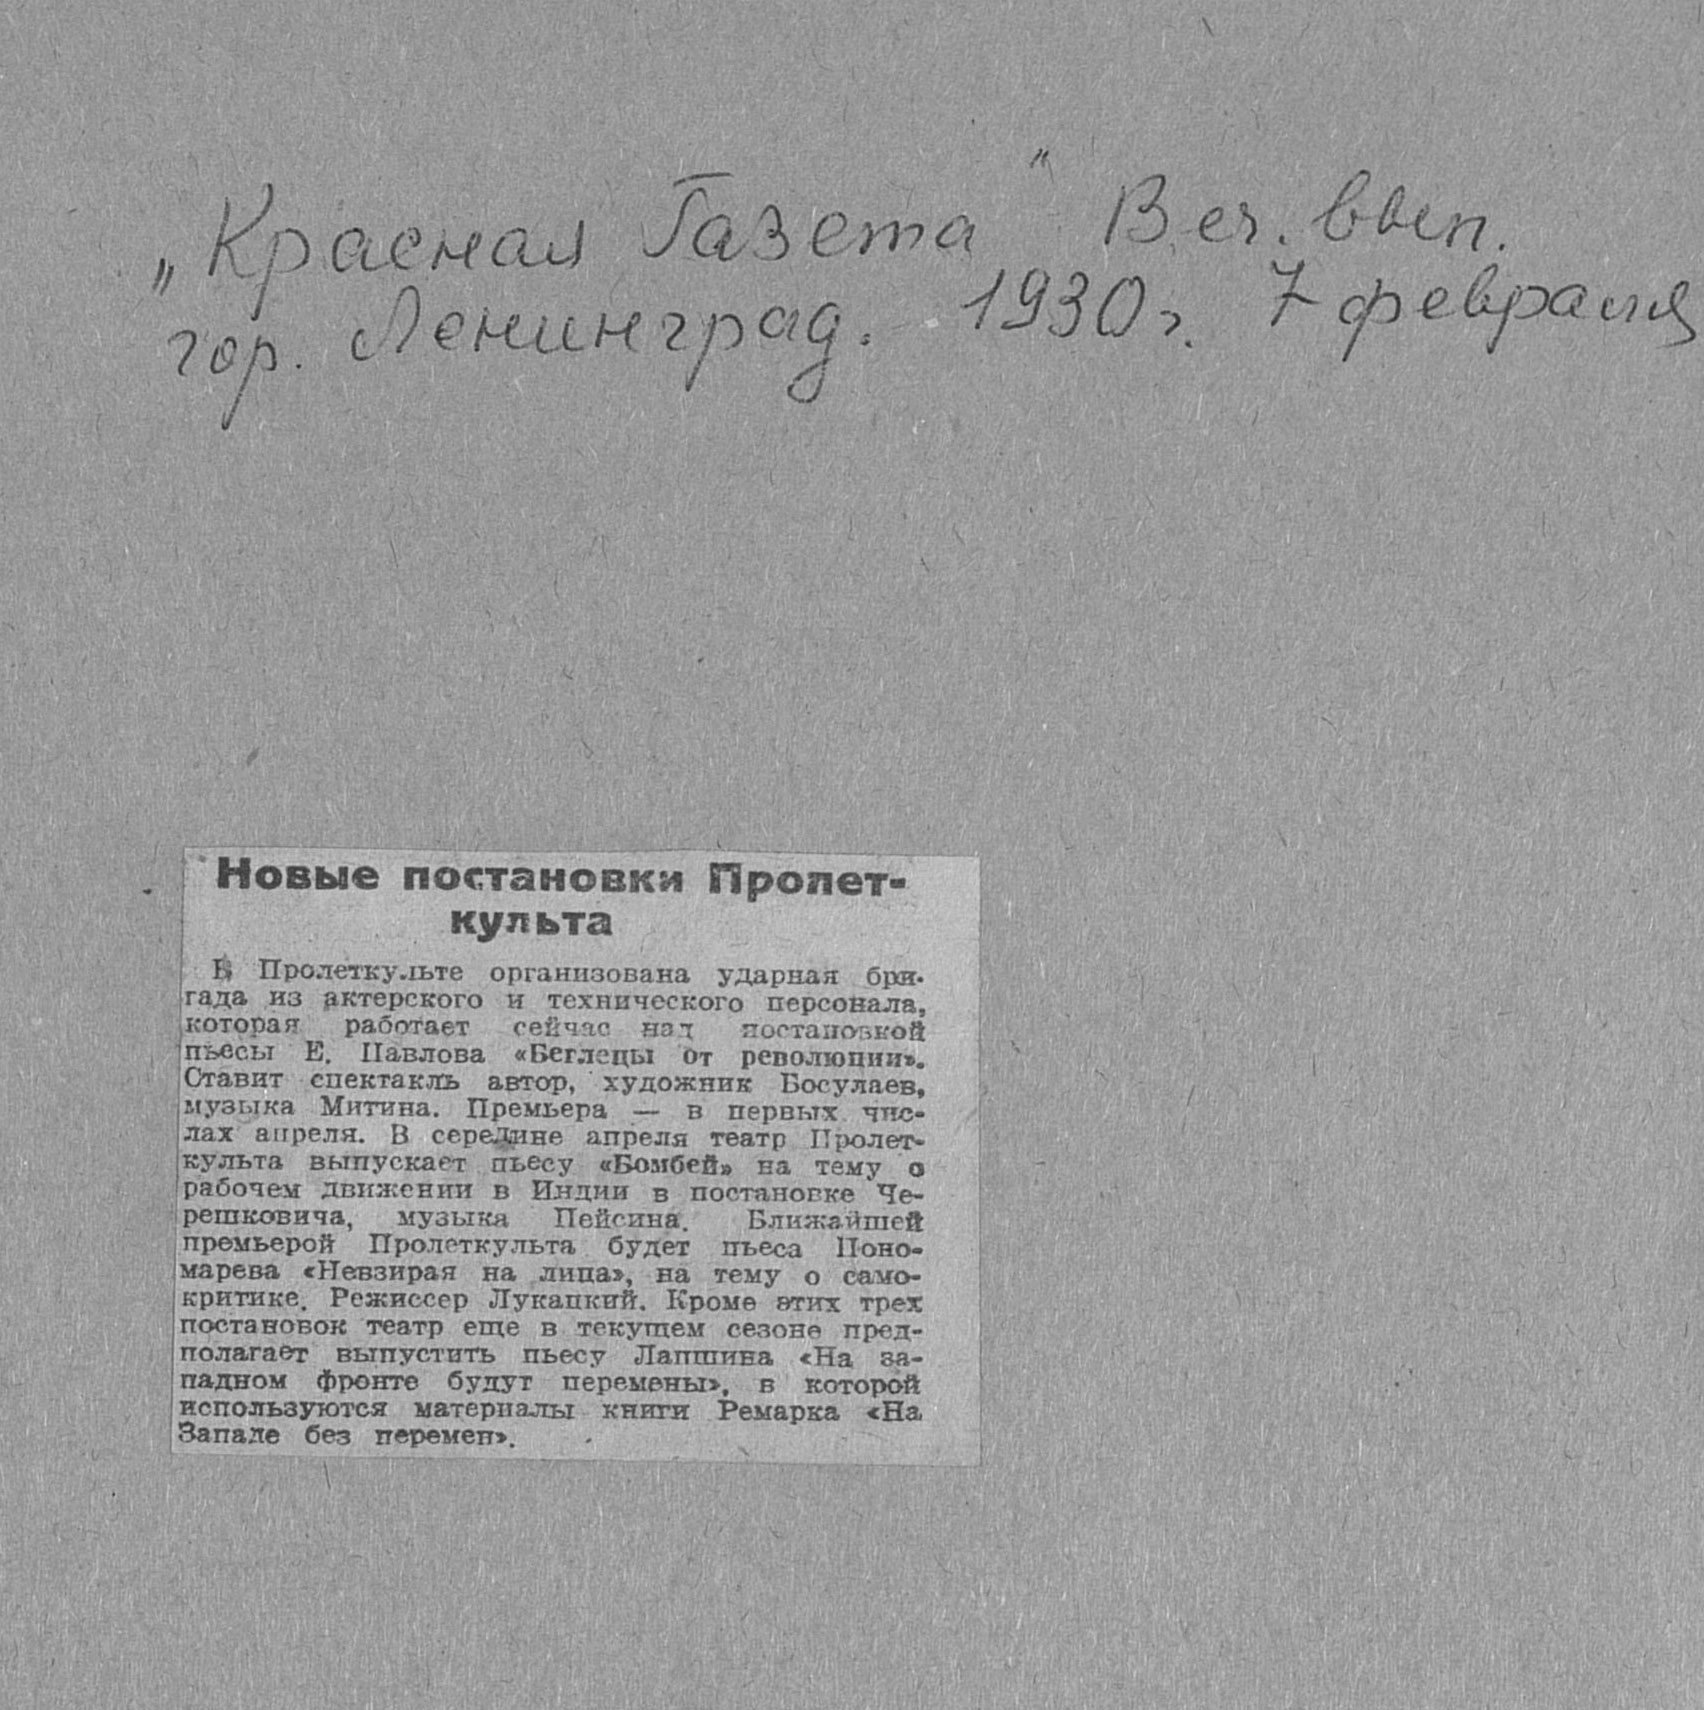 „Красная Газета" Веч. вып.
гор. Ленинград. 1930 г. 7 февраля
Новые постановки Пролет-
культа
В Пролеткульте организована ударная бри-
гада из актерского и технического персонала,
которая работает сейчас над постановкой
пьесы Е. Павлова «Беглецы от революции».
Ставит спектакль автор, художник Босулаев,
музыка Митина. Премьера — в первых чис-
лах апреля. В середине апреля театр Пролет-
культа выпускает пьесу «Бомбей» на тему о
рабочем движении в Индии в постановке Че-
решковича, музыка Пейсина. Ближайшей
премьерой Пролеткульта будет пьеса Поно-
марева «Невзирая на лица», на тему о само-
критике. Режиссер Лукацкий. Кроме этих трех
постановок театр еще в текущем сезоне пред-
полагает выпустить пьесу Лапшина «На за-
падном фронте будут перемены», в которой
используются материалы книги Ремарка «На
Западе без перемен».